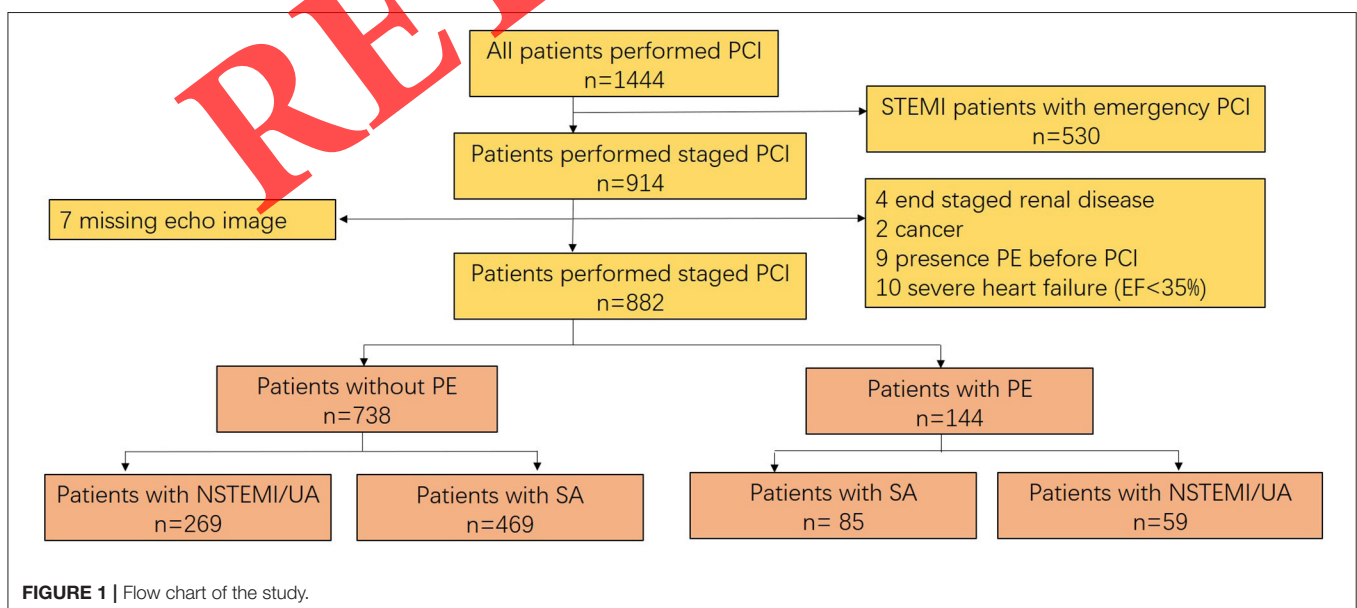 All patients performed PCI
n=1444
STEMI patients with emergency PCI
n=530
Patients performed staged PCI
n=914
7 missing echo image
4 end staged renal disease
2 cancer
9 presence PE before PCI
10 severe heart failure (EF<35%)
Patients performed staged PCI
n=882
Patients without PE
n=738
Patients with PE
n=144
Patients with NSTEMI/UA
n=269
Patients with SA
n=469
Patients with SA
n= 85
Patients with NSTEMI/UA
n=59
FIGURE 1 | Flow chart of the study.
RE